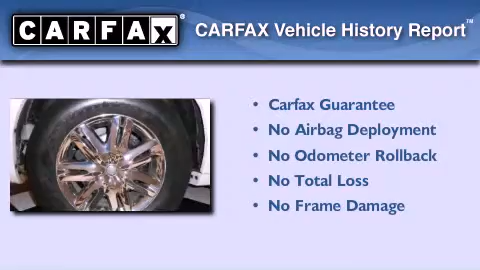 CARFAX® CARFAX Vehicle History Report™
• Carfax Guarantee
• No Airbag Deployment
• No Odometer Rollback
• No Total Loss
• No Frame Damage